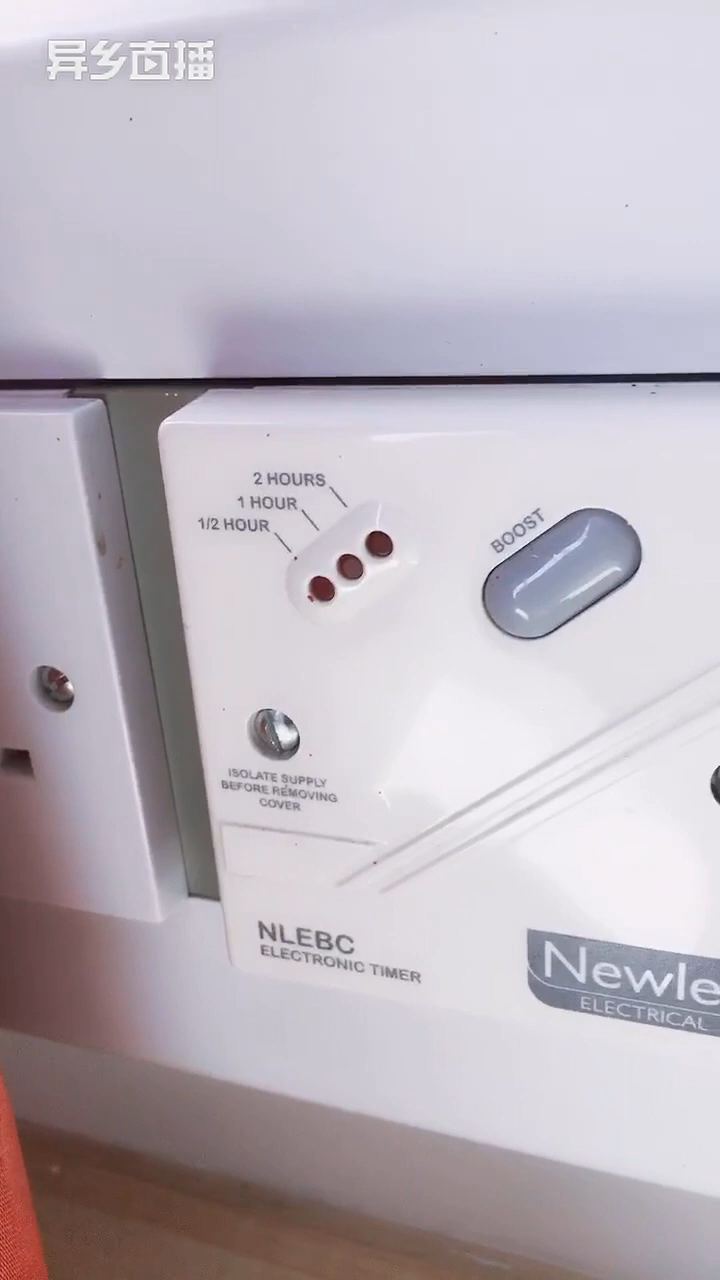 异乡直播
2 HOURS
1 HOUR
1/2 HOUR
BOOST
ISOLATE SUPPLY
BEFORE REMOVING
COVER
NLEBC
ELECTRONIC TIMER
Newle
ELECTRICAL